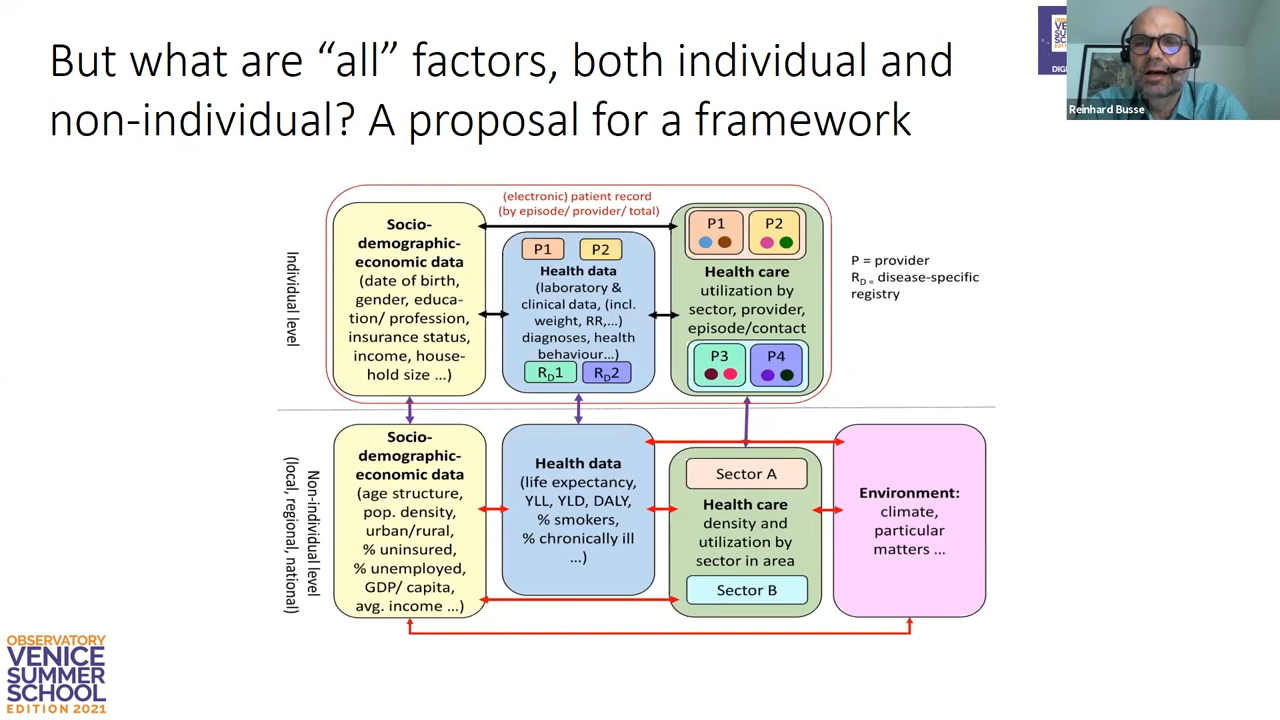 But what are “all” factors, both individual and
non-individual? A proposal for a framework
OBSERVATORY
VENICE
SUMMER
SCHOOL
Reinhard Busse
(electronic) patient record
(by episode/ provider/ total)
Individual level
Socio-
demographic-
economic data
(date of birth,
gender, educa-
tion/ profession,
insurance status,
income, house-
hold size ...)
P1
P2
Health data
(laboratory &
clinical data, (incl.
weight, RR,...)
diagnoses, health
behaviour...)
RD1
RD2
P1
P2
Health care
utilization by
sector, provider,
episode/contact
P3
P4
P = provider
RD = disease-specific
registry
Non-individual level
(local, regional, national)
Socio-
demographic-
economic data
(age structure,
pop. density,
urban/rural,
% uninsured,
% unemployed,
GDP/ capita,
avg. income ...)
Health data
(life expectancy,
YLL, YLD, DALY,
% smokers,
% chronically ill
...)
Sector A
Health care
density and
utilization by
sector in area
Sector B
Environment:
climate,
particular
matters ...
OBSERVATORY
VENICE
SUMMER
SCHOOL
EDITION 2021